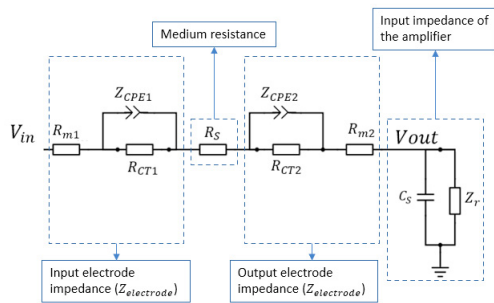 Medium resistance
Input impedance of
the amplifier
Z_CPE1
Z_CPE2
V_in
R_m1
R_S
R_m2
Vout
R_CT1
R_CT2
C_S
Z_r
Input electrode
impedance (Z_electrode)
Output electrode
impedance (Z_electrode)